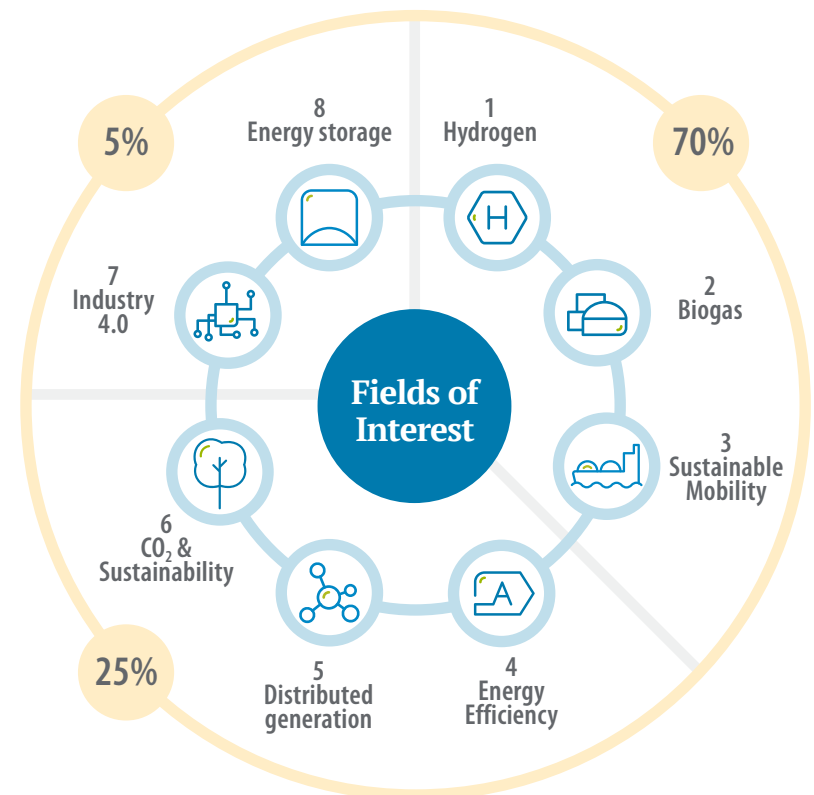 8
Energy storage
1
Hydrogen
5%
70%
H
7
Industry
4.0
2
Biogas
Fields of
Interest
3
Sustainable
Mobility
6
CO₂ &
Sustainability
A
25%
5
Distributed
generation
4
Energy
Efficiency